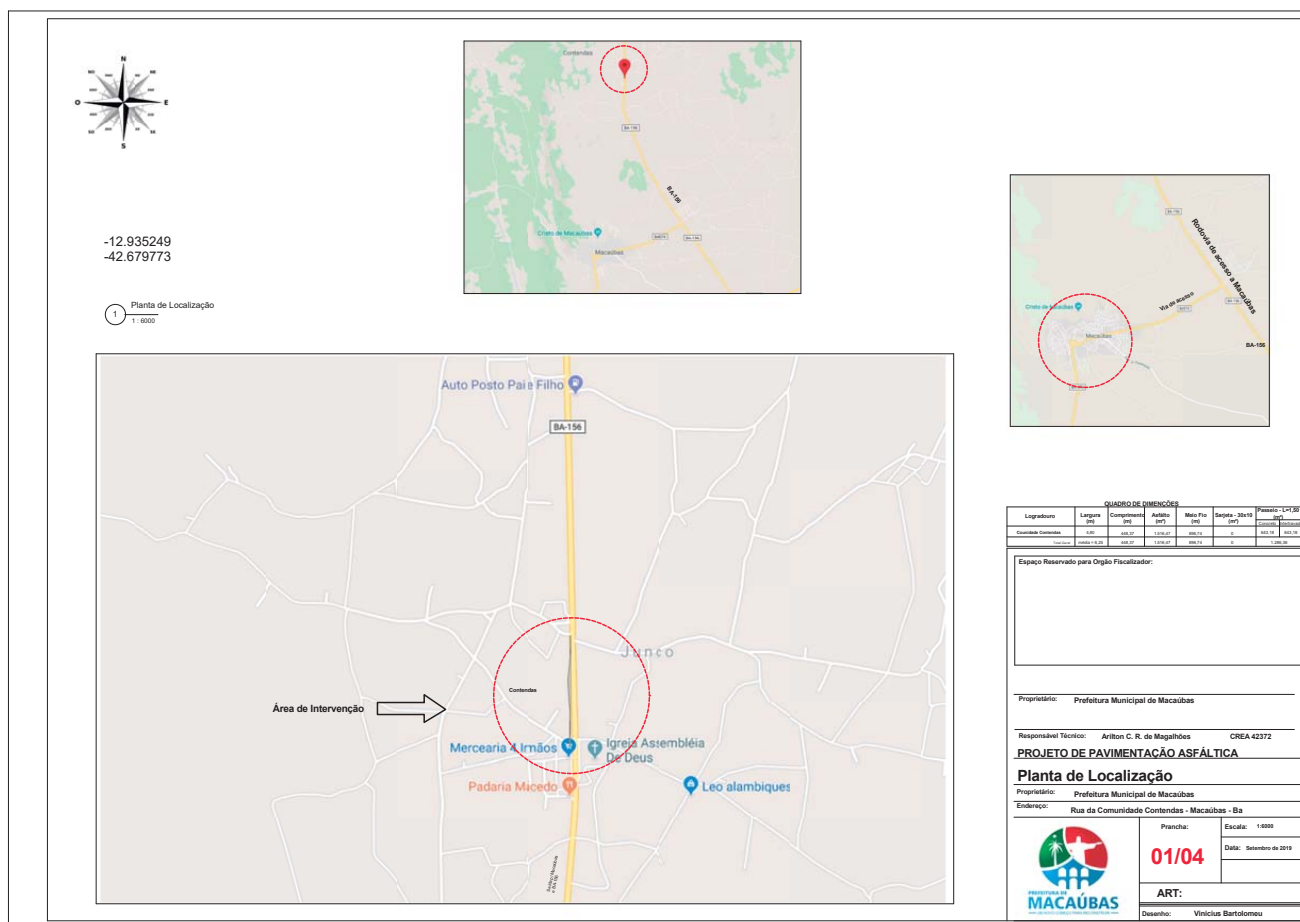 N
O
E
S
-12.935249
-42.679773
1
Planta de Localização
1 : 6000
Contendas
BA-156
BA-156
Cristo de Macaúbas
Macaúbas
BA-156
Rodovia de acesso a Macaúbas
Via de acesso
Cristo de Macaúbas
Macaúbas
BA-156
Auto Posto Pai e Filho
BA-156
Junco
Contendas
Área de Intervenção
Mercearia 4 Irmãos
Igreja Assembléia
De Deus
Padaria Macedo
Leo alambiques
QUADRO DE DIMENÇÕES
Logradouro Largura (m) Comprimento (m) Asfálto (m²) Meio Fio (m) Sarjeta - 30x10 (m²) Passeio - L=1,50 (m²)
Total Geral
Espaço Reservado para Orgão Fiscalizador:
Proprietário: Prefeitura Municipal de Macaúbas
Responsável Técnico: Arilton C. R. de Magalhões CREA 42372
PROJETO DE PAVIMENTAÇÃO ASFÁLTICA
Planta de Localização
Proprietário: Prefeitura Municipal de Macaúbas
Endereço: Rua da Comunidade Contendas - Macaúbas - Ba
Prancha:
01/04
Escala: 1:6000
Data: Setembro de 2019
ART:
Desenho: Vinicius Bartolomeu
PREFEITURA DE
MACAÚBAS